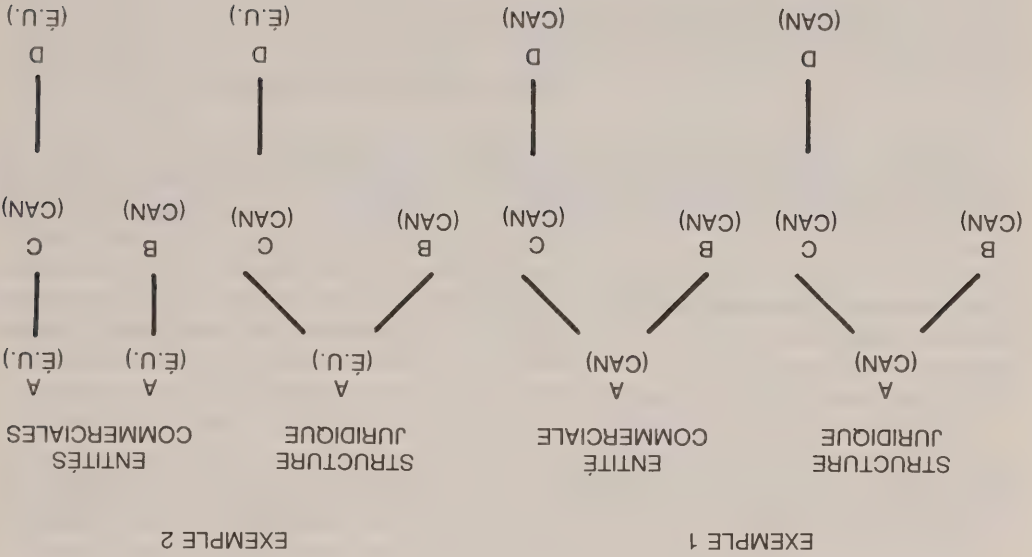 EXEMPLE 1 EXEMPLE 2
STRUCTURE ENTITÉ STRUCTURE ENTITÉS
JURIDIQUE COMMERCIALE JURIDIQUE COMMERCIALES
A A A A A
(CAN) (CAN) (É.U.) (É.U.) (É.U.)
B C B C B C B C
(CAN) (CAN) (CAN) (CAN) (CAN) (CAN) (CAN) (CAN)
D D D D
(CAN) (CAN) (É.U.) (É.U.)